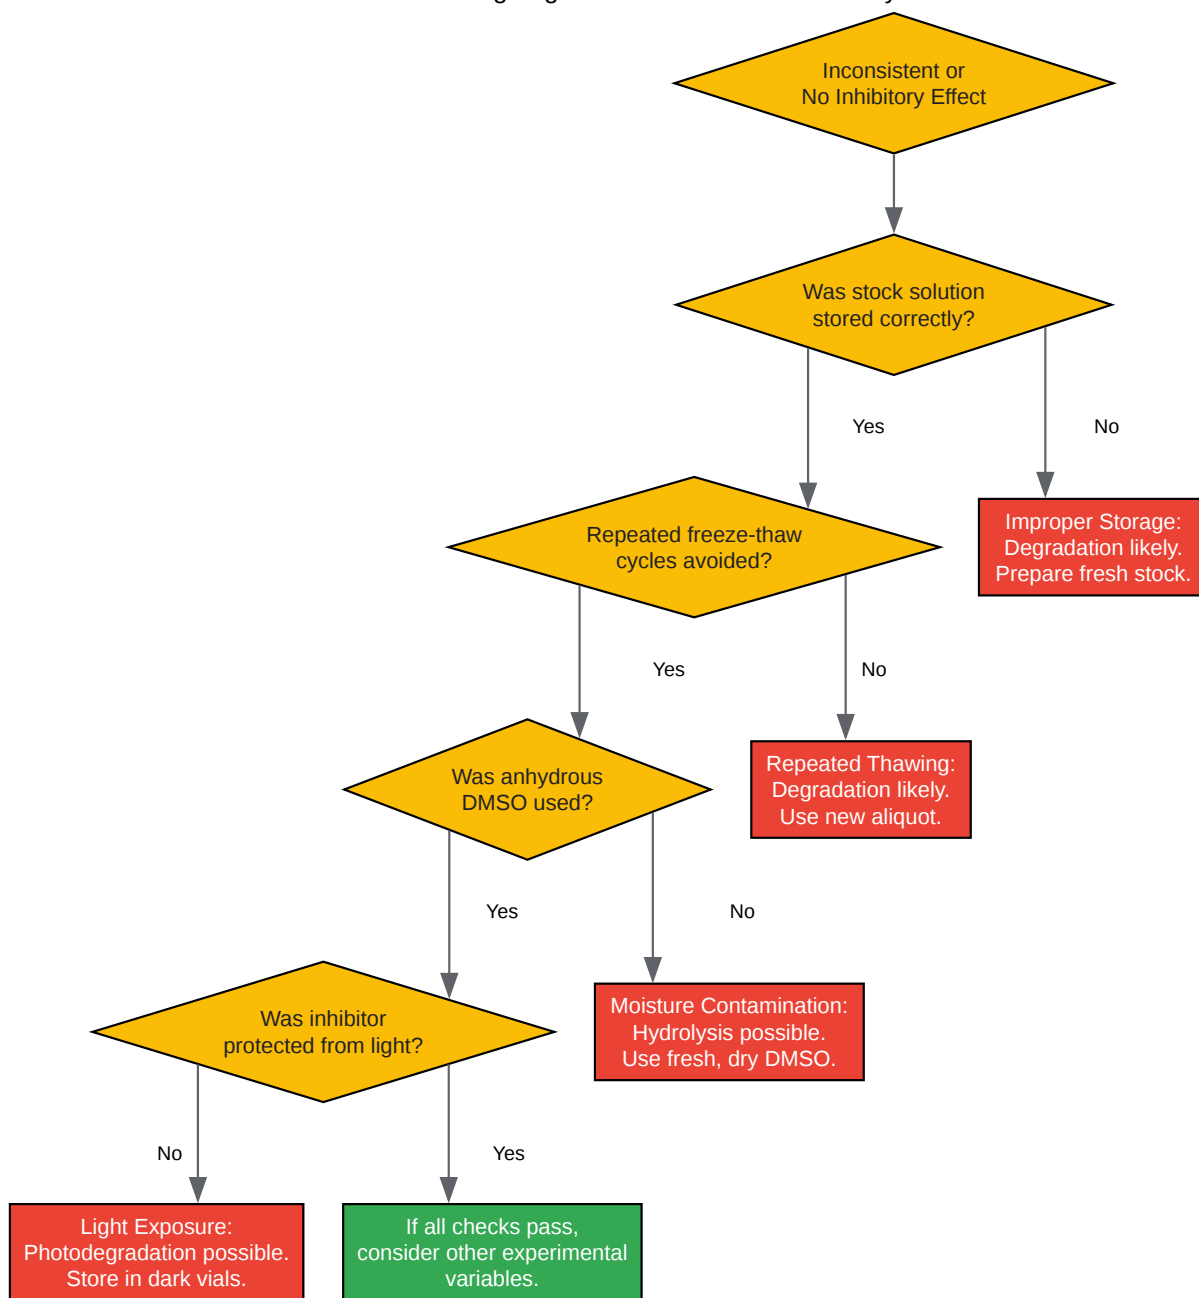 Inconsistent or
No Inhibitory Effect
Was stock solution
stored correctly?
Yes
No
Repeated freeze-thaw
cycles avoided?
Improper Storage:
Degradation likely.
Prepare fresh stock.
Yes
No
Was anhydrous
DMSO used?
Repeated Thawing:
Degradation likely.
Use new aliquot.
Yes
No
Was inhibitor
protected from light?
Moisture Contamination:
Hydrolysis possible.
Use fresh, dry DMSO.
No
Yes
Light Exposure:
Photodegradation possible.
Store in dark vials.
If all checks pass,
consider other experimental
variables.